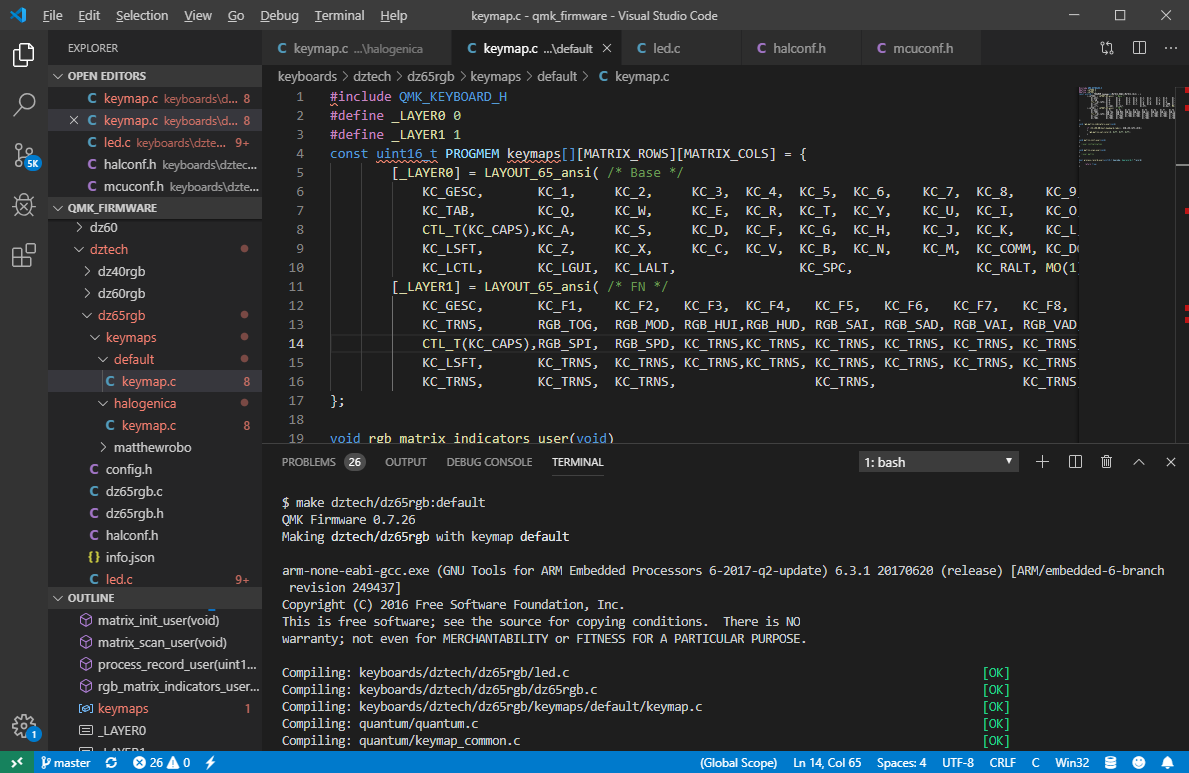 File Edit Selection View Go Debug Terminal Help keymap.c - qmk_firmware - Visual Studio Code
EXPLORER
OPEN EDITORS
C keymap.c keyboards\d... 8
C keymap.c keyboards\d... 8
C led.c keyboards\dzte... 9+
C halconf.h keyboards\dztec...
C mcuconf.h keyboards\dzte...
5K
QMK_FIRMWARE
dz60
dztech
dz40rgb
dz60rgb
dz65rgb
keymaps
default
C keymap.c 8
halogenica
C keymap.c 8
matthewrobo
C config.h
C dz65rgb.c
C dz65rgb.h
C halconf.h
{} info.json
C led.c 9+
OUTLINE
matrix_init_user(void)
matrix_scan_user(void)
process_record_user(uint1...
rgb_matrix_indicators_user...
keymaps 1
_LAYER0
_LAYER1
1
C keymap.c ...\halogenica C keymap.c ...\default C led.c C halconf.h C mcuconf.h
keyboards > dztech > dz65rgb > keymaps > default > C keymap.c
1 #include QMK_KEYBOARD_H
2 #define _LAYER0 0
3 #define _LAYER1 1
4 const uint16_t PROGMEM keymaps[][MATRIX_ROWS][MATRIX_COLS] = {
5 [_LAYER0] = LAYOUT_65_ansi( /* Base */
6 KC_GESC, KC_1, KC_2, KC_3, KC_4, KC_5, KC_6, KC_7, KC_8, KC_9
7 KC_TAB, KC_Q, KC_W, KC_E, KC_R, KC_T, KC_Y, KC_U, KC_I, KC_O
8 CTL_T(KC_CAPS),KC_A, KC_S, KC_D, KC_F, KC_G, KC_H, KC_J, KC_K, KC_L
9 KC_LSFT, KC_Z, KC_X, KC_C, KC_V, KC_B, KC_N, KC_M, KC_COMM, KC_DO
10 KC_LCTL, KC_LGUI, KC_LALT, KC_SPC, KC_RALT, MO(1
11 [_LAYER1] = LAYOUT_65_ansi( /* FN */
12 KC_GESC, KC_F1, KC_F2, KC_F3, KC_F4, KC_F5, KC_F6, KC_F7, KC_F8,
13 KC_TRNS, RGB_TOG, RGB_MOD, RGB_HUI,RGB_HUD, RGB_SAI, RGB_SAD, RGB_VAI, RGB_VAD
14 CTL_T(KC_CAPS),RGB_SPI, RGB_SPD, KC_TRNS,KC_TRNS, KC_TRNS, KC_TRNS, KC_TRNS, KC_TRNS
15 KC_LSFT, KC_TRNS, KC_TRNS, KC_TRNS,KC_TRNS, KC_TRNS, KC_TRNS, KC_TRNS, KC_TRNS
16 KC_TRNS, KC_TRNS, KC_TRNS, KC_TRNS, KC_TRNS
17 };
18
19 void rgb_matrix_indicators_user(void)
PROBLEMS 26 OUTPUT DEBUG CONSOLE TERMINAL 1: bash
$ make dztech/dz65rgb:default
QMK Firmware 0.7.26
Making dztech/dz65rgb with keymap default
arm-none-eabi-gcc.exe (GNU Tools for ARM Embedded Processors 6-2017-q2-update) 6.3.1 20170620 (release) [ARM/embedded-6-branch
revision 249437]
Copyright (C) 2016 Free Software Foundation, Inc.
This is free software; see the source for copying conditions.  There is NO
warranty; not even for MERCHANTABILITY or FITNESS FOR A PARTICULAR PURPOSE.
Compiling: keyboards/dztech/dz65rgb/led.c [OK]
Compiling: keyboards/dztech/dz65rgb/dz65rgb.c [OK]
Compiling: keyboards/dztech/dz65rgb/keymaps/default/keymap.c [OK]
Compiling: quantum/quantum.c [OK]
Compiling: quantum/keymap_common.c [OK]
master 26 0 (Global Scope) Ln 14, Col 65 Spaces: 4 UTF-8 CRLF C Win32